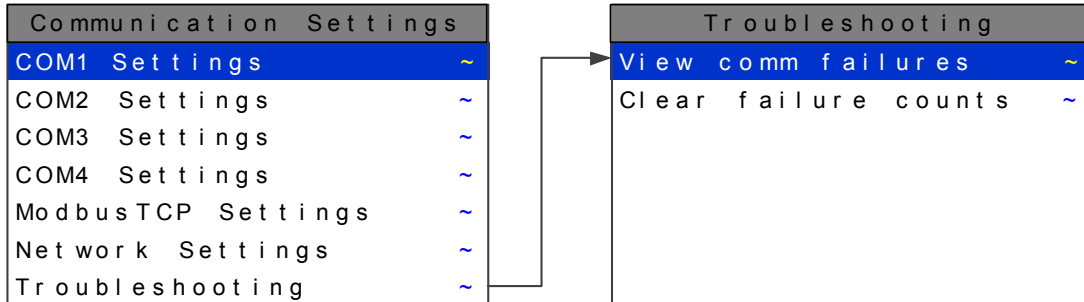 Communication Settings
COM1 Settings ~
COM2 Settings ~
COM3 Settings ~
COM4 Settings ~
ModbusTCP Settings ~
Network Settings ~
Troubleshooting ~
Troubleshooting
View comm failures ~
Clear failure counts ~